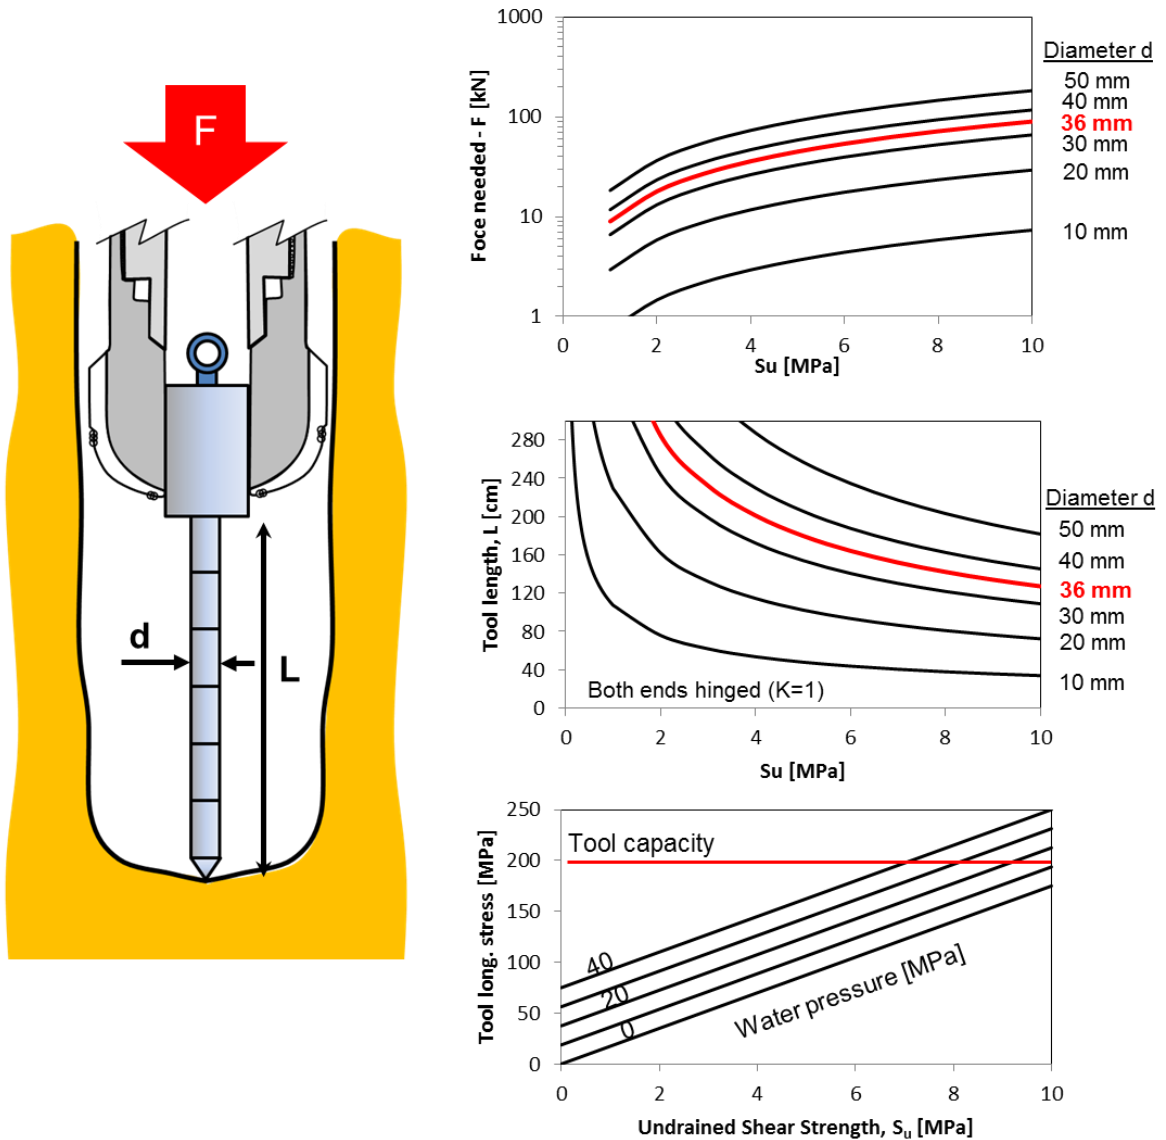 F
d
L
Foce needed - F [kN]
1000
100
10
1
0 2 4 6 8 10
Su [MPa]
Diameter d
50 mm
40 mm
36 mm
30 mm
20 mm
10 mm
Tool length, L [cm]
280
240
200
160
120
80
40
0
Both ends hinged (K=1)
0 2 4 6 8 10
Su [MPa]
Diameter d
50 mm
40 mm
36 mm
30 mm
20 mm
10 mm
Tool long. stress [MPa]
250
200
150
100
50
0
Tool capacity
40
20
0
Water pressure [MPa]
0 2 4 6 8 10
Undrained Shear Strength, Su [MPa]